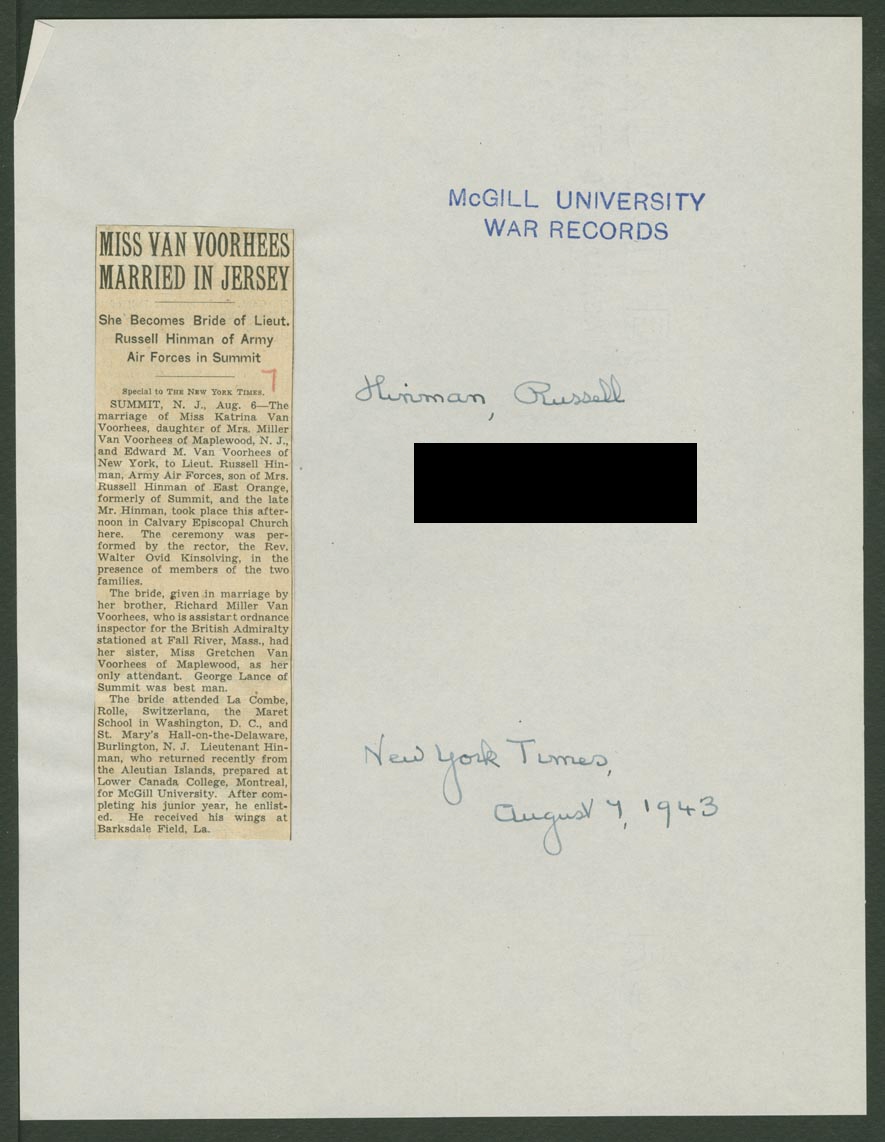 McGILL UNIVERSITY
WAR RECORDS
MISS VAN VOORHEES
MARRIED IN JERSEY
She Becomes Bride of Lieut.
Russell Hinman of Army
Air Forces in Summit
7
Special to THE NEW YORK TIMES.
SUMMIT, N. J., Aug. 6—The
marriage of Miss Katrina Van
Voorhees, daughter of Mrs. Miller
Van Voorhees of Maplewood, N. J.,
and Edward M. Van Voorhees of
New York, to Lieut. Russell Hin-
man, Army Air Forces, son of Mrs.
Russell Hinman of East Orange,
formerly of Summit, and the late
Mr. Hinman, took place this after-
noon in Calvary Episcopal Church
here. The ceremony was per-
formed by the rector, the Rev.
Walter Ovid Kinsolving, in the
presence of members of the two
families.
The bride, given in marriage by
her brother, Richard Miller Van
Voorhees, who is assistant ordnance
inspector for the British Admiralty
stationed at Fall River, Mass., had
her sister, Miss Gretchen Van
Voorhees of Maplewood, as her
only attendant. George Lance of
Summit was best man.
The bride attended La Combe,
Rolle, Switzerland, the Maret
School in Washington, D. C., and
St. Mary's Hall-on-the-Delaware,
Burlington, N. J. Lieutenant Hin-
man, who returned recently from
the Aleutian Islands, prepared at
Lower Canada College, Montreal,
for McGill University. After com-
pleting his junior year, he enlist-
ed. He received his wings at
Barksdale Field, La.
Hinman, Russell
New York Times,
August 7, 1943